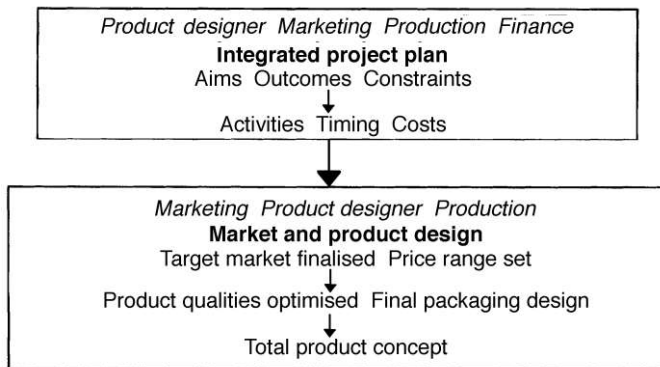 Product designer Marketing Production Finance
Integrated project plan
Aims Outcomes Constraints
Activities Timing Costs
Marketing Product designer Production
Market and product design
Target market finalised Price range set
Product qualities optimised Final packaging design
Total product concept